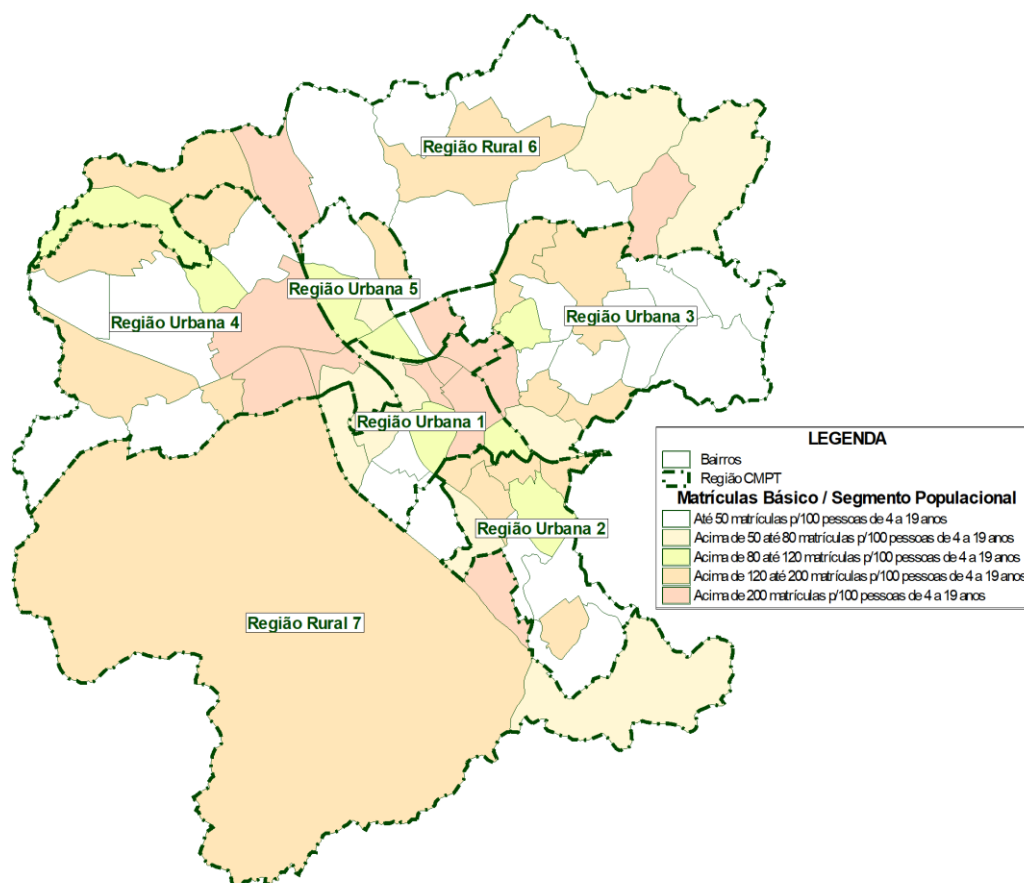 Região Rural 6
Região Urbana 5
Região Urbana 3
Região Urbana 4
Região Urbana 1
Região Urbana 2
Região Rural 7
LEGENDA
Bairros
Região CMPT
Matrículas Básico / Segmento Populacional
Até 50 matrículas p/100 pessoas de 4 a 19 anos
Acima de 50 até 80 matrículas p/100 pessoas de 4 a 19 anos
Acima de 80 até 120 matrículas p/100 pessoas de 4 a 19 anos
Acima de 120 até 200 matrículas p/100 pessoas de 4 a 19 anos
Acima de 200 matrículas p/100 pessoas de 4 a 19 anos